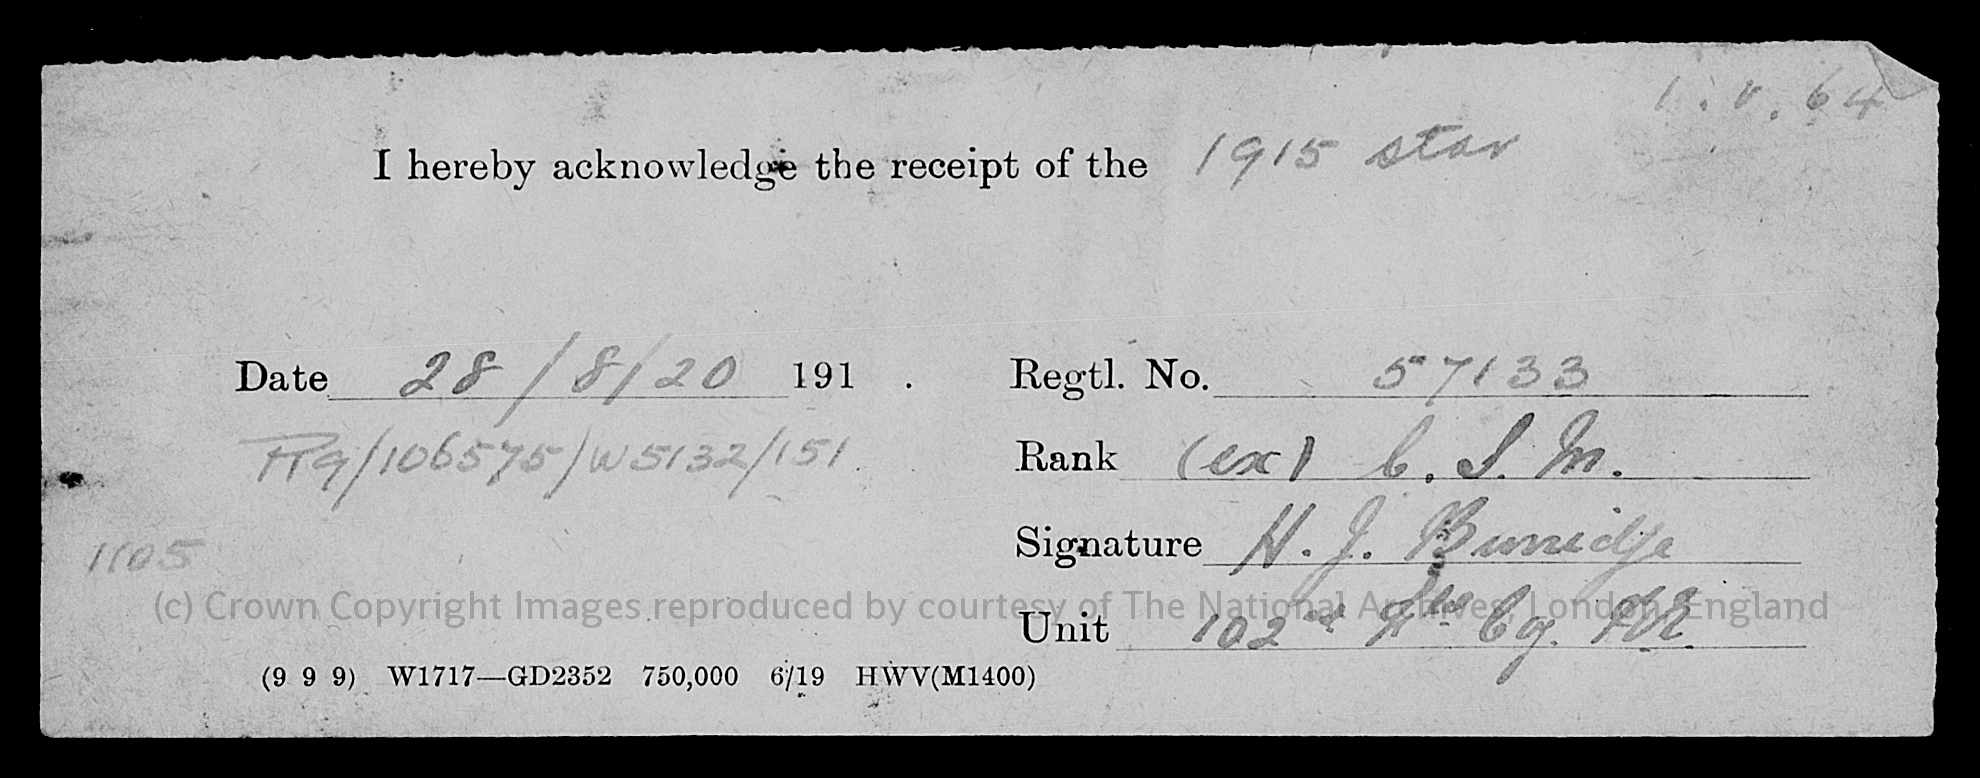 1.V.64
I hereby acknowledge the receipt of the 1915 star
Date 28/8/20 191 . Regtl. No. 57133
/106575/W5132/151 Rank (ex) C.S.M.
Signature H. J. Burridge
1105
(c) Crown Copyright Images reproduced by courtesy of The National Archives, London, England
Unit 102nd Coy. RE
(9 9 9) W1717—GD2352 750,000 6/19 HWV(M1400)